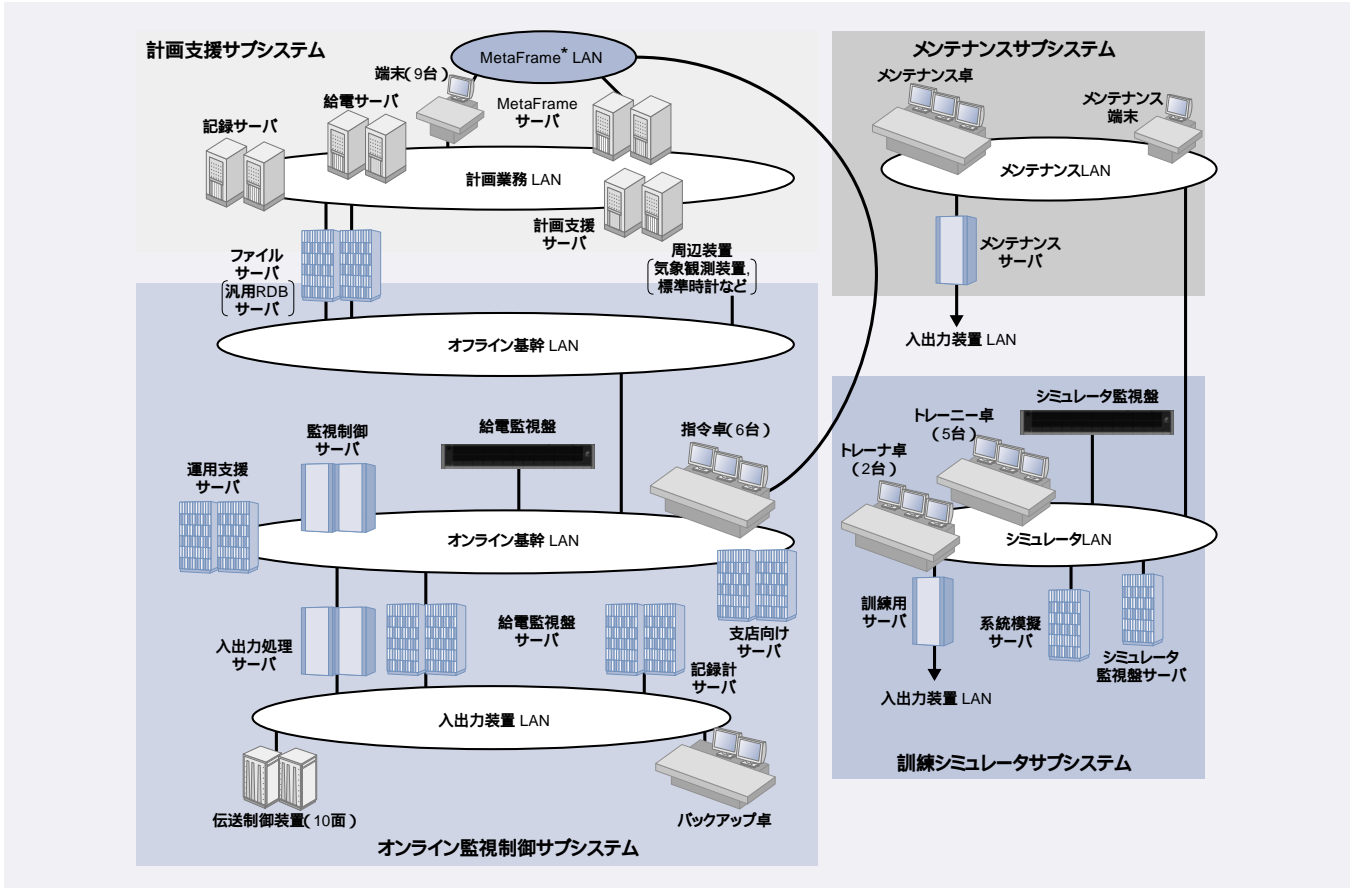 計画支援サブシステム
MetaFrame* LAN
端末(9台)
給電サーバ
記録サーバ
MetaFrame
サーバ
計画業務 LAN
計画支援
サーバ
ファイル
サーバ
汎用RDB
サーバ
周辺装置
気象観測装置,
標準時計など
オフライン基幹 LAN
監視制御
サーバ
給電監視盤
指令卓(6台)
運用支援
サーバ
オンライン基幹 LAN
入出力処理
サーバ
給電監視盤
サーバ
支店向け
サーバ
記録計
サーバ
入出力装置 LAN
伝送制御装置(10面)
バックアップ卓
オンライン監視制御サブシステム
メンテナンスサブシステム
メンテナンス卓
メンテナンス
端末
メンテナンスLAN
メンテナンス
サーバ
入出力装置 LAN
シミュレータ監視盤
トレーニー卓
(5台)
トレーナ卓
(2台)
シミュレータLAN
訓練用
サーバ
系統模擬
サーバ
シミュレータ
監視盤サーバ
入出力装置 LAN
訓練シミュレータサブシステム